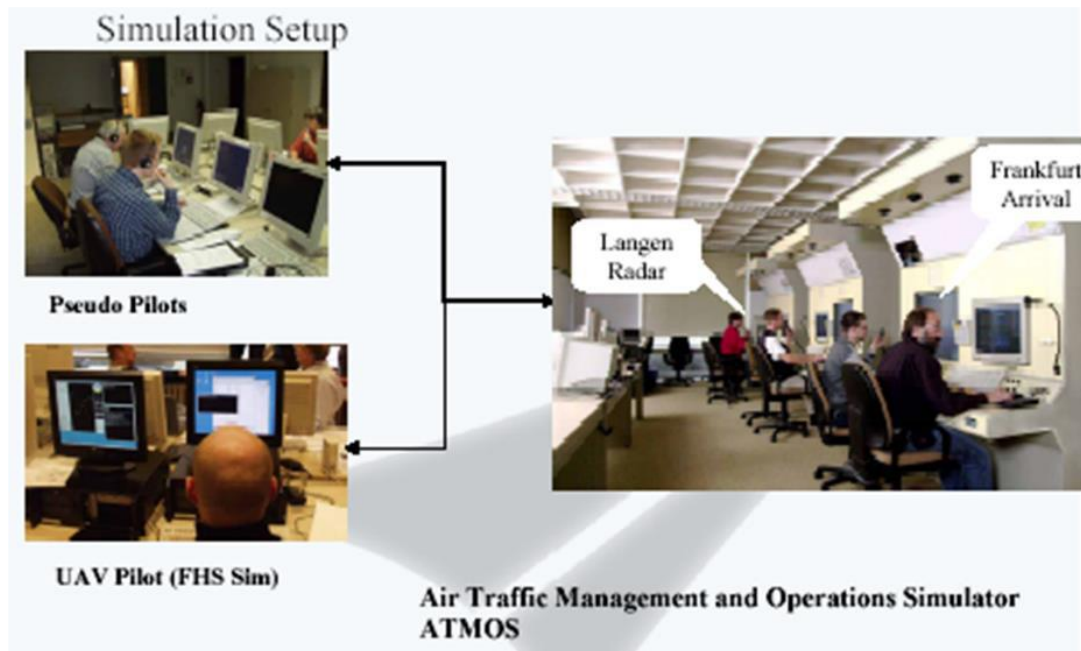 Simulation Setup
Pseudo Pilots
UAV Pilot (FHS Sim)
Langen
Radar
Frankfurt
Arrival
Air Traffic Management and Operations Simulator
ATMOS